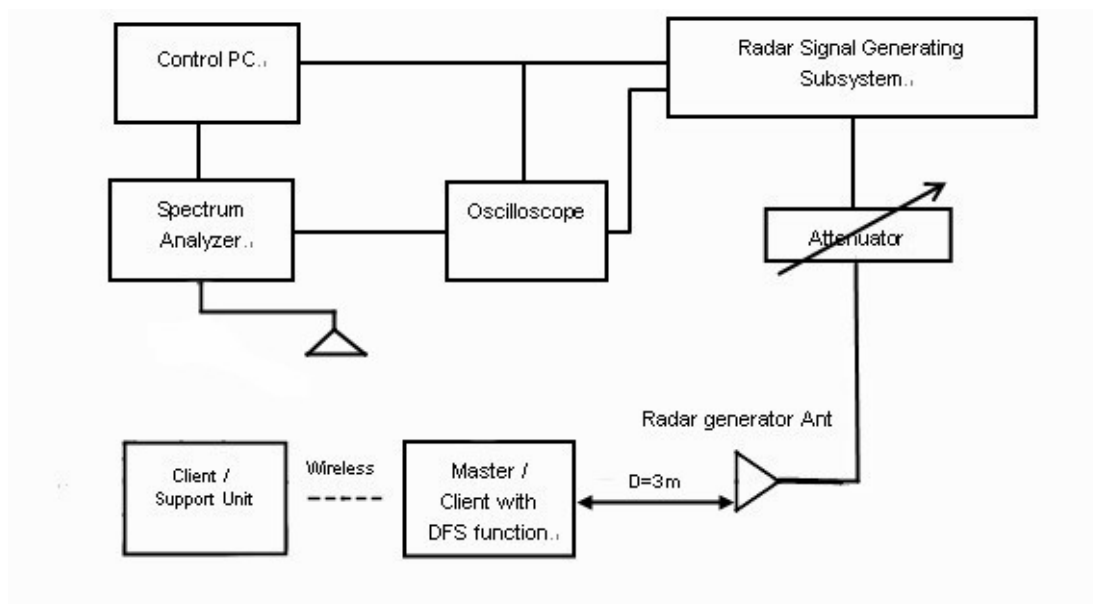 Control PC.
Radar Signal Generating
Subsystem.
Spectrum
Analyzer.
Oscilloscope
Attenuator
Radar generator Ant
Client /
Support Unit
Wireless
Master /
Client with
DFS function.
D=3m